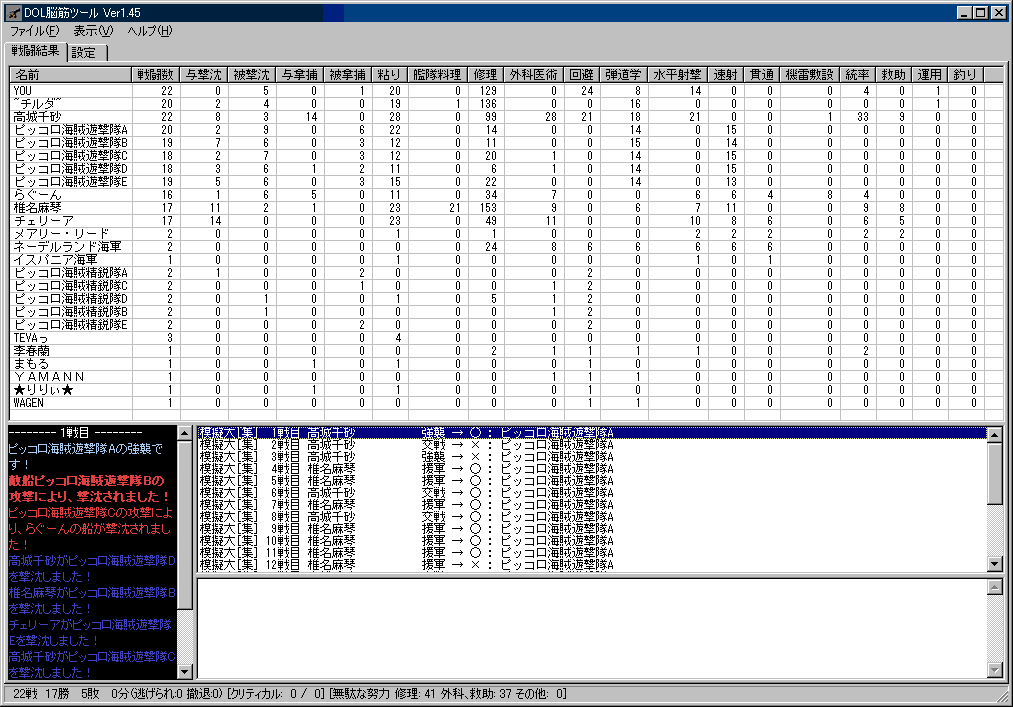 DOL脳筋ツール Ver1.45
ファイル(F) 表示(V) ヘルプ(H)
戦闘結果 設定
名前 戦闘数 与撃沈 被撃沈 与拿捕 被拿捕 粘り 艦隊料理 修理 外科医術 回避 弾道学 水平射撃 速射 貫通 機雷敷設 統率 救助 運用 釣り
YOU 22 0 5 0 1 20 0 129 0 24 8 14 0 0 0 4 0 1 0
~チルダ~ 20 2 4 0 0 19 1 136 0 0 16 0 0 0 0 0 0 1 0
高城千砂 22 8 3 14 0 28 0 99 28 21 18 21 0 0 1 33 9 0 0
ピッコロ海賊遊撃隊A 20 2 9 0 6 22 0 14 0 0 14 0 15 0 0 0 0 0 0
ピッコロ海賊遊撃隊B 19 7 6 0 3 12 0 11 0 0 15 0 14 0 0 0 0 0 0
ピッコロ海賊遊撃隊C 18 2 7 0 3 12 0 20 1 0 14 0 15 0 0 0 0 0 0
ピッコロ海賊遊撃隊D 18 3 6 1 2 11 0 6 1 0 14 0 15 0 0 0 0 0 0
ピッコロ海賊遊撃隊E 19 5 6 0 3 15 0 22 0 0 14 0 13 0 0 0 0 0 0
らぐーん 16 1 6 5 0 11 0 34 7 0 0 6 6 4 8 4 0 0 0
椎名麻琴 17 11 2 1 0 23 21 153 9 0 6 7 11 0 0 9 8 0 0
チェリーア 17 14 0 0 0 23 0 49 11 0 0 10 8 6 0 6 5 0 0
メアリー・リード 2 0 0 0 0 1 0 1 0 0 0 2 2 2 0 2 2 0 0
ネーデルランド海軍 2 0 0 0 0 0 0 24 8 6 6 6 6 6 0 0 0 0 0
イスパニア海軍 1 0 0 0 0 1 0 0 0 0 0 1 0 1 0 0 0 0 0
ピッコロ海賊精鋭隊A 2 1 0 0 2 0 0 0 0 2 0 0 0 0 0 0 0 0 0
ピッコロ海賊精鋭隊C 2 0 0 0 1 0 0 0 1 2 0 0 0 0 0 0 0 0 0
ピッコロ海賊精鋭隊D 2 0 1 0 0 1 0 5 1 2 0 0 0 0 0 0 0 0 0
ピッコロ海賊精鋭隊B 2 0 1 0 0 0 0 0 1 2 0 0 0 0 0 0 0 0 0
ピッコロ海賊精鋭隊E 2 0 0 0 2 0 0 0 0 2 0 0 0 0 0 0 0 0 0
TEVAっ 3 0 0 0 0 4 0 0 0 0 0 0 0 0 0 0 0 0 0
李春蘭 1 0 0 0 0 0 0 2 1 1 1 1 0 0 0 2 0 0 0
まもる 1 0 0 1 0 1 0 0 0 1 0 0 0 0 0 0 0 0 0
ＹＡＭＡＮＮ 1 0 0 0 0 0 0 0 1 1 1 0 0 0 0 0 0 0 0
★りりぃ★ 1 0 0 1 0 0 0 0 0 1 0 0 0 0 0 0 0 0 0
WAGEN 1 0 0 0 0 0 0 0 0 1 1 0 0 0 0 0 0 0 0
-------- 1戦目 --------
ピッコロ海賊遊撃隊Aの強襲で
す！
敵船ピッコロ海賊遊撃隊Bの
攻撃により、撃沈されました！
ピッコロ海賊遊撃隊Cの攻撃によ
り、らぐーんの船が撃沈されまし
た！
高城千砂がピッコロ海賊遊撃隊D
を撃沈しました！
椎名麻琴がピッコロ海賊遊撃隊B
を撃沈しました！
チェリーアがピッコロ海賊遊撃隊
Eを撃沈しました！
高城千砂がピッコロ海賊遊撃隊C
を撃沈しました！
模擬大[集] 1戦目 高城千砂 強襲 → ○ : ピッコロ海賊遊撃隊A
模擬大[集] 2戦目 高城千砂 交戦 → × : ピッコロ海賊遊撃隊A
模擬大[集] 3戦目 高城千砂 強襲 → × : ピッコロ海賊遊撃隊A
模擬大[集] 4戦目 椎名麻琴 援軍 → ○ : ピッコロ海賊遊撃隊A
模擬大[集] 5戦目 椎名麻琴 援軍 → ○ : ピッコロ海賊遊撃隊A
模擬大[集] 6戦目 高城千砂 交戦 → ○ : ピッコロ海賊遊撃隊A
模擬大[集] 7戦目 椎名麻琴 援軍 → ○ : ピッコロ海賊遊撃隊A
模擬大[集] 8戦目 高城千砂 交戦 → ○ : ピッコロ海賊遊撃隊A
模擬大[集] 9戦目 椎名麻琴 援軍 → ○ : ピッコロ海賊遊撃隊A
模擬大[集] 10戦目 椎名麻琴 援軍 → ○ : ピッコロ海賊遊撃隊A
模擬大[集] 11戦目 椎名麻琴 援軍 → ○ : ピッコロ海賊遊撃隊A
模擬大[集] 12戦目 椎名麻琴 援軍 → × : ピッコロ海賊遊撃隊A
22戦 17勝 5敗 0分(逃げられ:0 撤退:0) [クリティカル: 0 / 0] [無駄な努力 修理: 41 外科、救助: 37 その他: 0]